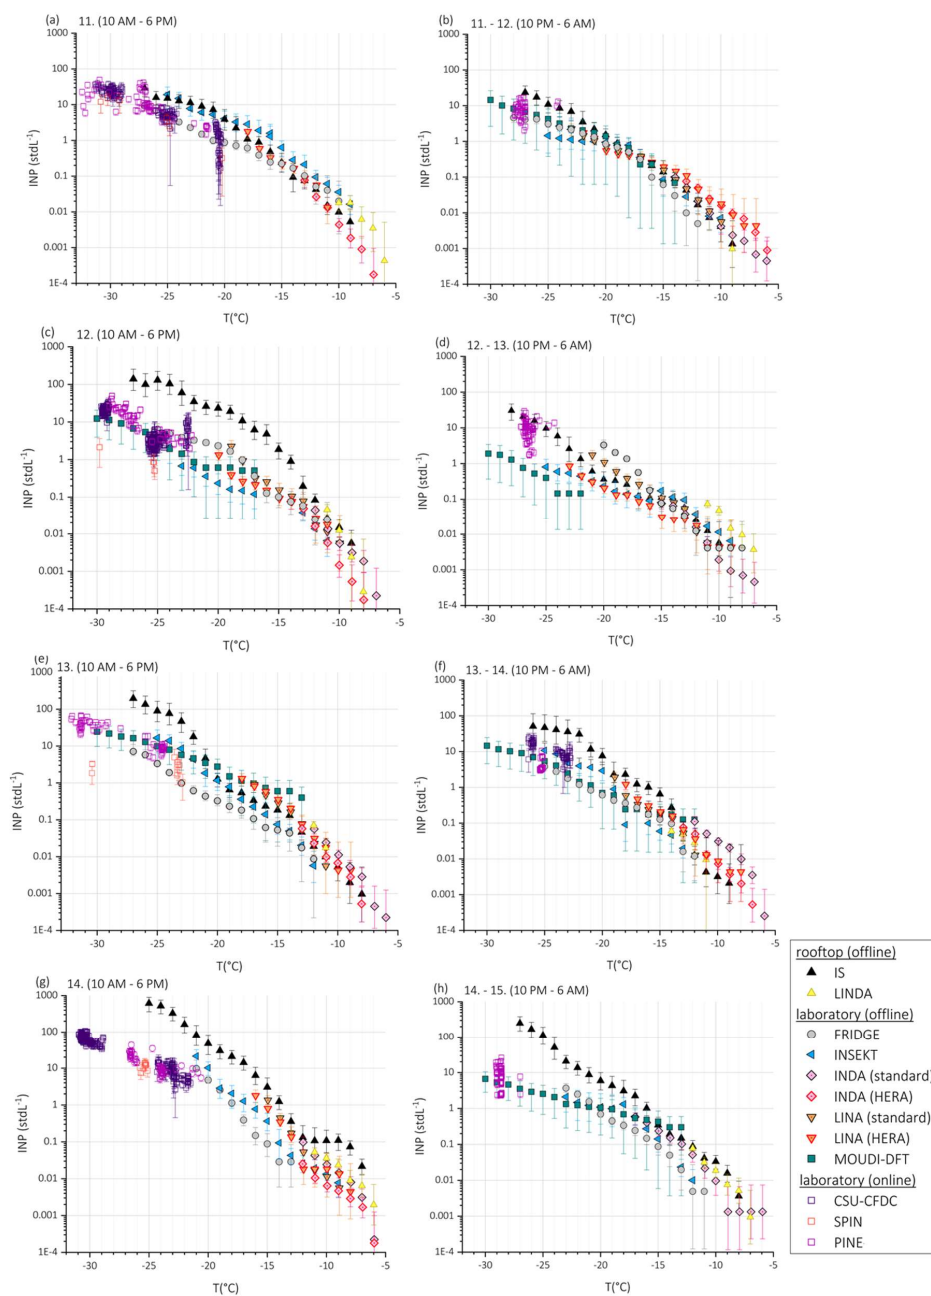 (a) 11. (10 AM - 6 PM)
1000
100
10
1
0.1
0.01
0.001
1E-4
INP (stdL⁻¹)
-30 -25 -20 -15 -10 -5
T(°C)
(b) 11. - 12. (10 PM - 6 AM)
1000
100
10
1
0.1
0.01
0.001
1E-4
INP (stdL⁻¹)
-30 -25 -20 -15 -10 -5
T(°C)
(c) 12. (10 AM - 6 PM)
1000
100
10
1
0.1
0.01
0.001
1E-4
INP (stdL⁻¹)
-30 -25 -20 -15 -10 -5
T(°C)
(d) 12. - 13. (10 PM - 6 AM)
1000
100
10
1
0.1
0.01
0.001
1E-4
INP (stdL⁻¹)
-30 -25 -20 -15 -10 -5
T(°C)
(e) 13. (10 AM - 6 PM)
1000
100
10
1
0.1
0.01
0.001
1E-4
INP (stdL⁻¹)
-30 -25 -20 -15 -10 -5
T(°C)
(f) 13. - 14. (10 PM - 6 AM)
1000
100
10
1
0.1
0.01
0.001
1E-4
INP (stdL⁻¹)
-30 -25 -20 -15 -10 -5
T(°C)
(g) 14. (10 AM - 6 PM)
1000
100
10
1
0.1
0.01
0.001
1E-4
INP (stdL⁻¹)
-30 -25 -20 -15 -10 -5
T(°C)
(h) 14. - 15. (10 PM - 6 AM)
1000
100
10
1
0.1
0.01
0.001
1E-4
INP (stdL⁻¹)
-30 -25 -20 -15 -10 -5
T(°C)
rooftop (offline)
IS
LINDA
laboratory (offline)
FRIDGE
INSEKT
INDA (standard)
INDA (HERA)
LINA (standard)
LINA (HERA)
MOUDI-DFT
laboratory (online)
CSU-CFDC
SPIN
PINE